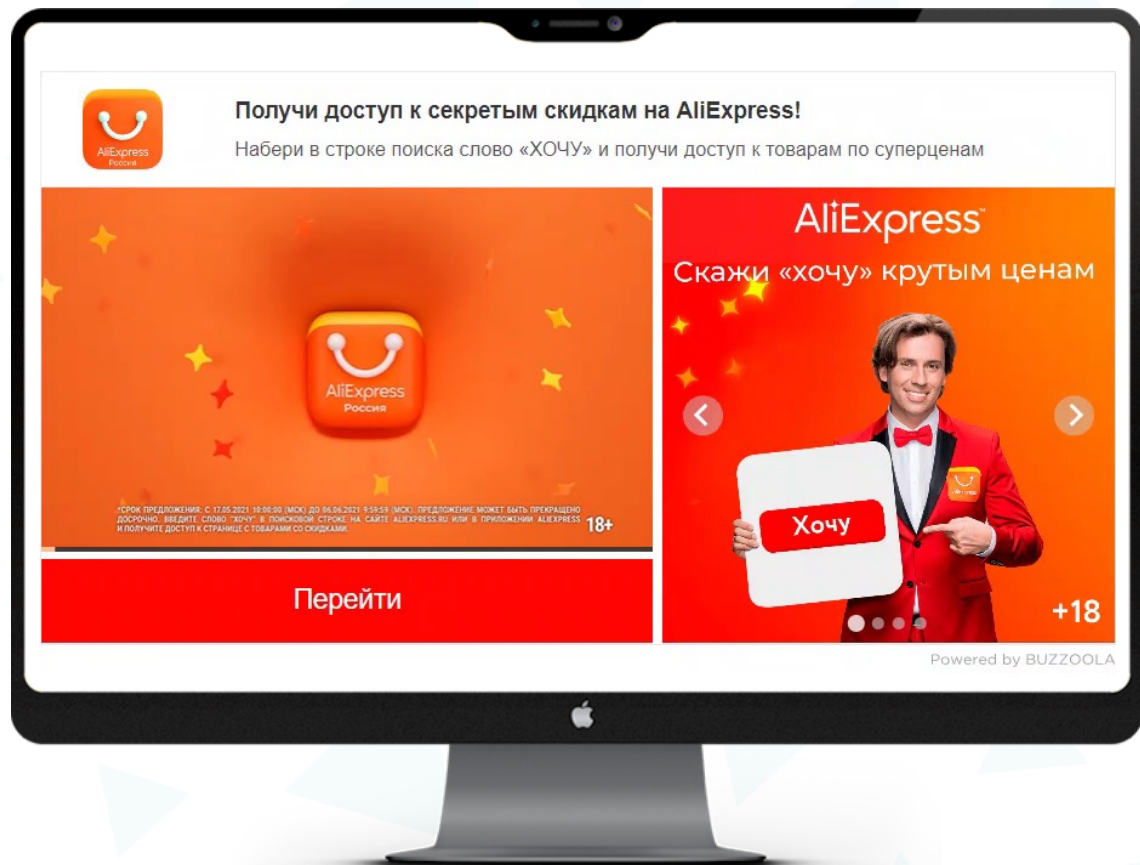 AliExpress
Россия
Получи доступ к секретым скидкам на AliExpress!
Набери в строке поиска слово «ХОЧУ» и получи доступ к товарам по суперценам
AliExpress
Россия
*СРОК ПРЕДЛОЖЕНИЯ: С 17.05.2021 10:00:00 (МСК) ДО 06.06.2021 9:59:59 (МСК). ПРЕДЛОЖЕНИЕ МОЖЕТ БЫТЬ ПРЕКРАЩЕНО
ДОСРОЧНО. ВВЕДИТЕ СЛОВО "ХОЧУ" В ПОИСКОВОЙ СТРОКЕ НА САЙТЕ ALIEXPRESS.RU ИЛИ В ПРИЛОЖЕНИИ ALIEXPRESS
И ПОЛУЧИТЕ ДОСТУП К СТРАНИЦЕ С ТОВАРАМИ СО СКИДКАМИ.
18+
Перейти
AliExpress™
Скажи «хочу» крутым ценам
Хочу
+18
Powered by BUZZOOLA